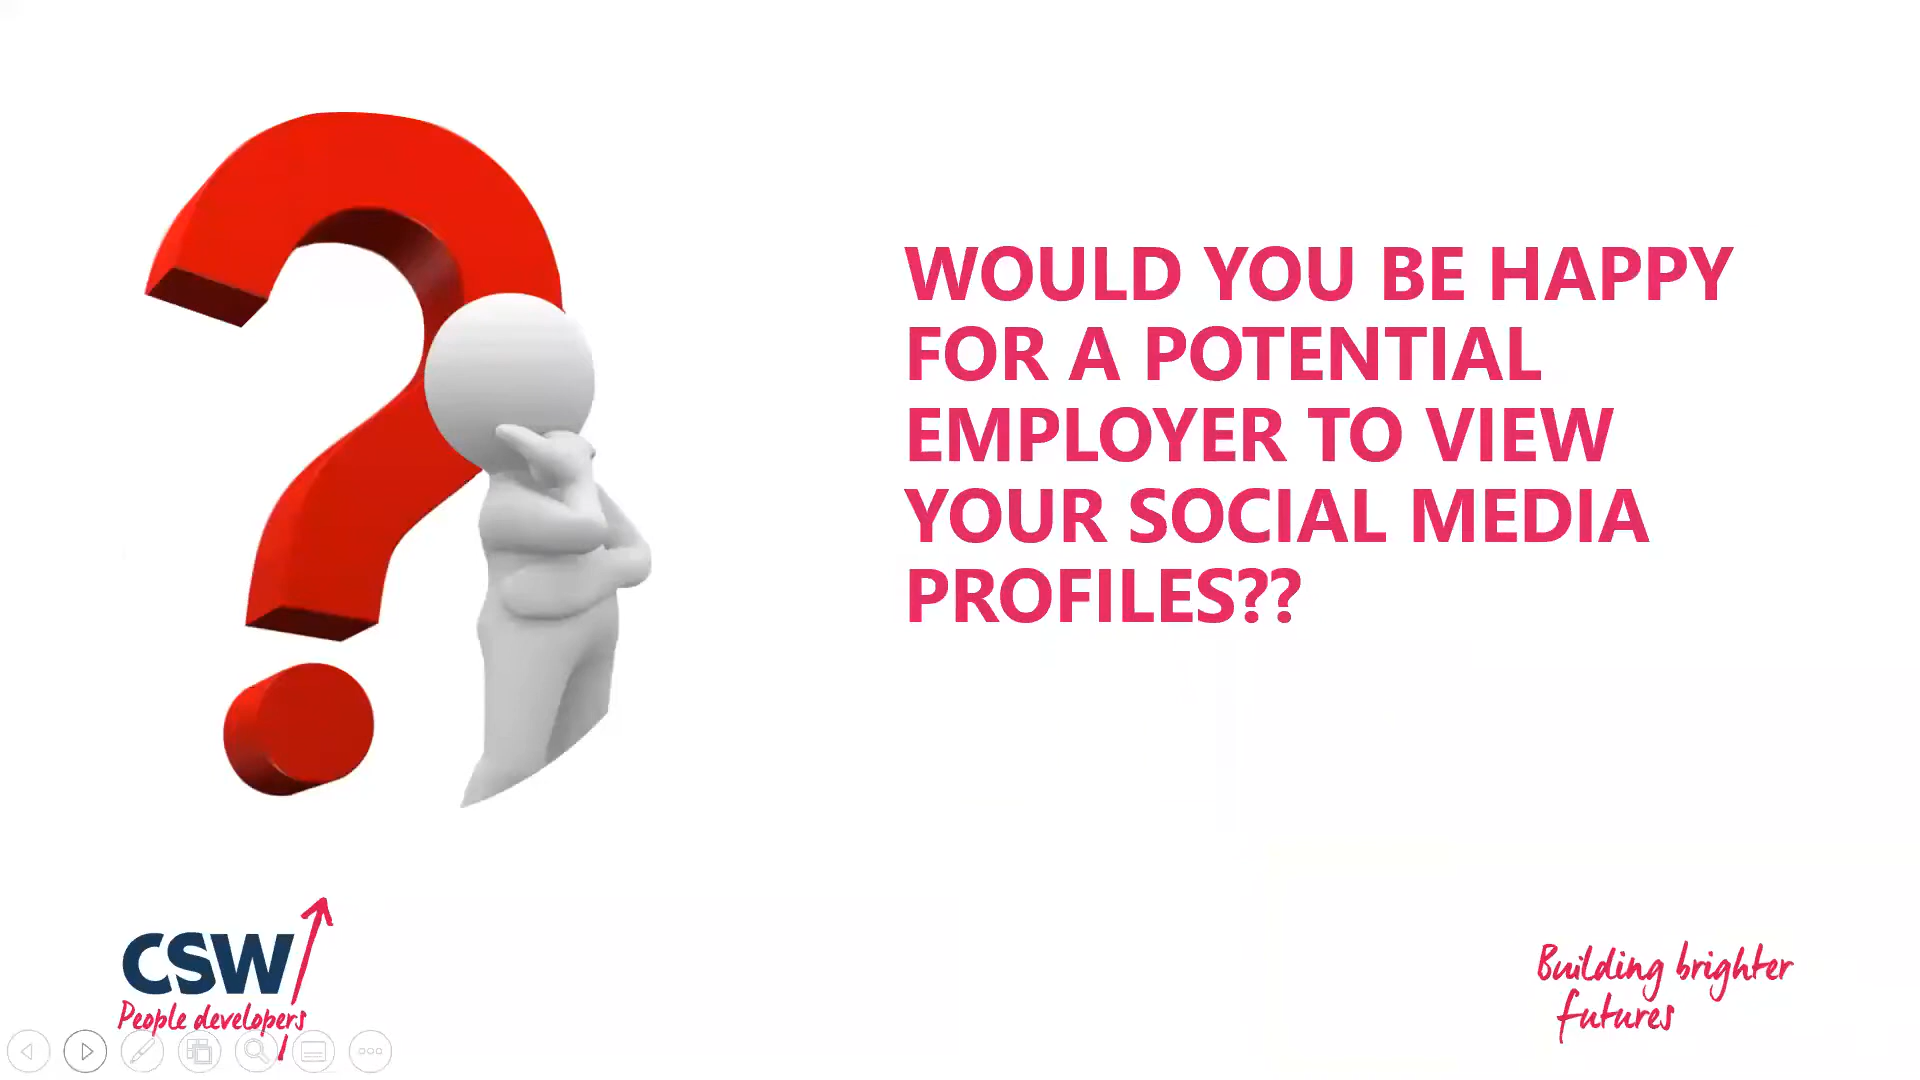 WOULD YOU BE HAPPY
FOR A POTENTIAL
EMPLOYER TO VIEW
YOUR SOCIAL MEDIA
PROFILES??
CSW
People developers
Building brighter
futures